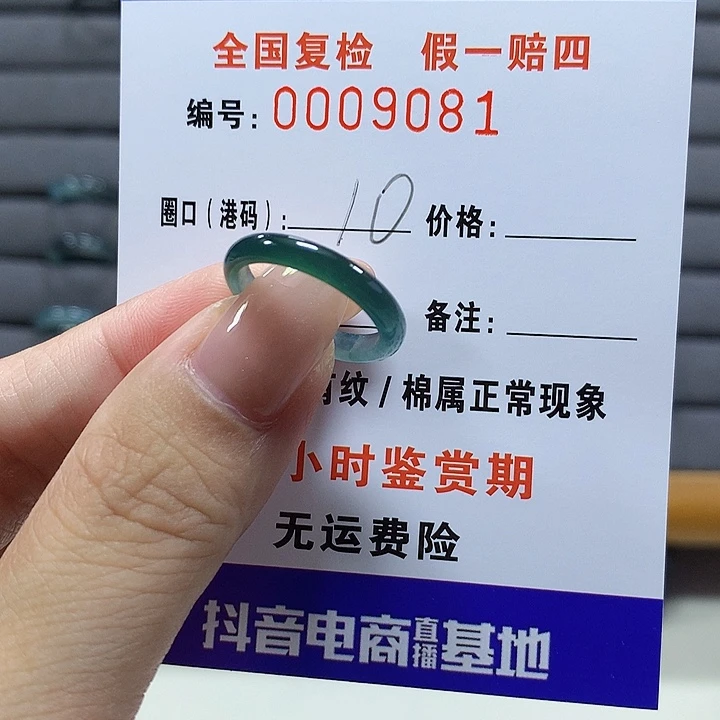 全国复检 假一赔四
编号: 0009081
圈口(港码): 10 价格:
备注:
纹/棉属正常现象
小时鉴赏期
无运费险
抖音电商直播基地